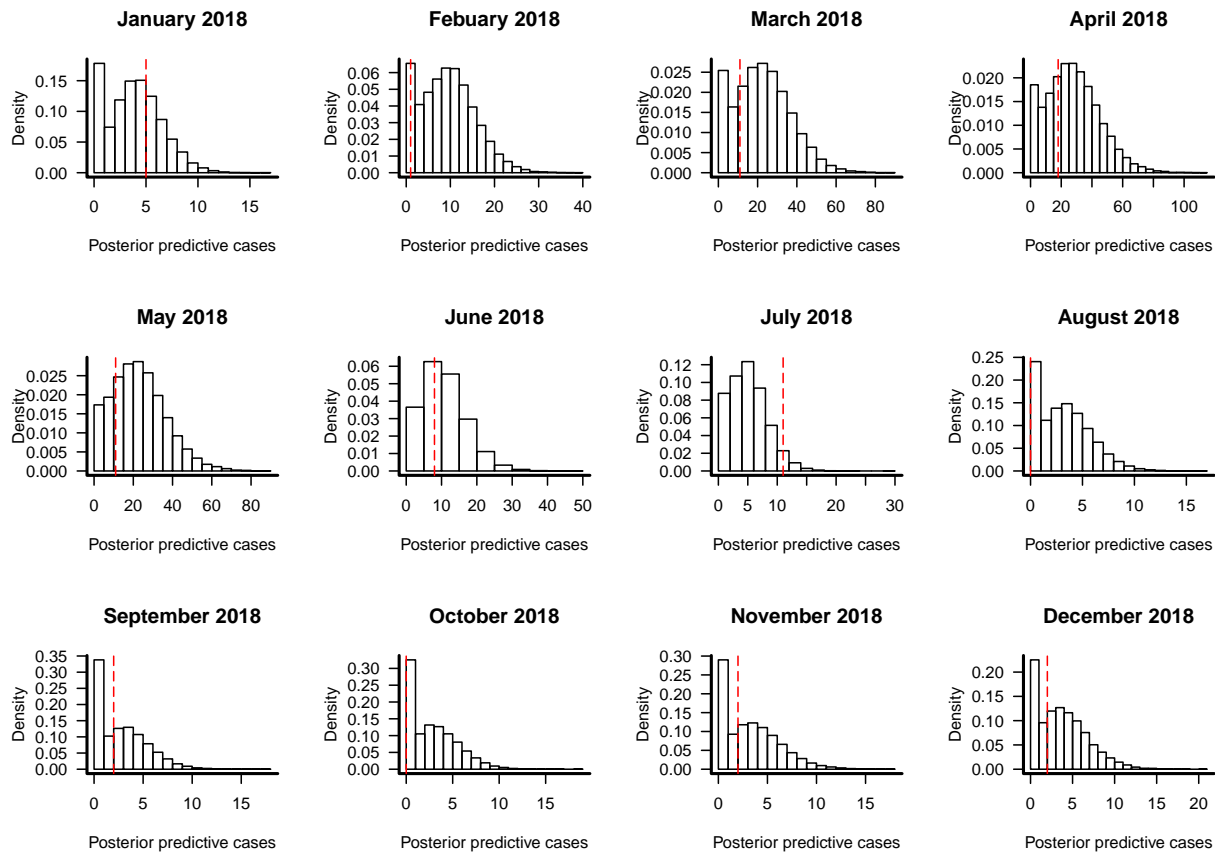 January 2018
Density
0.15
0.10
0.05
0.00
0 5 10 15
Posterior predictive cases
Febuary 2018
Density
0.06
0.05
0.04
0.03
0.02
0.01
0.00
0 10 20 30 40
Posterior predictive cases
March 2018
Density
0.025
0.020
0.015
0.010
0.005
0.000
0 20 40 60 80
Posterior predictive cases
April 2018
Density
0.020
0.015
0.010
0.005
0.000
0 20 60 100
Posterior predictive cases
May 2018
Density
0.025
0.020
0.015
0.010
0.005
0.000
0 20 40 60 80
Posterior predictive cases
June 2018
Density
0.06
0.05
0.04
0.03
0.02
0.01
0.00
0 10 20 30 40 50
Posterior predictive cases
July 2018
Density
0.12
0.10
0.08
0.06
0.04
0.02
0.00
0 5 10 20 30
Posterior predictive cases
August 2018
Density
0.25
0.20
0.15
0.10
0.05
0.00
0 5 10 15
Posterior predictive cases
September 2018
Density
0.35
0.30
0.25
0.20
0.15
0.10
0.05
0.00
0 5 10 15
Posterior predictive cases
October 2018
Density
0.30
0.25
0.20
0.15
0.10
0.05
0.00
0 5 10 15
Posterior predictive cases
November 2018
Density
0.30
0.25
0.20
0.15
0.10
0.05
0.00
0 5 10 15
Posterior predictive cases
December 2018
Density
0.20
0.15
0.10
0.05
0.00
0 5 10 15 20
Posterior predictive cases